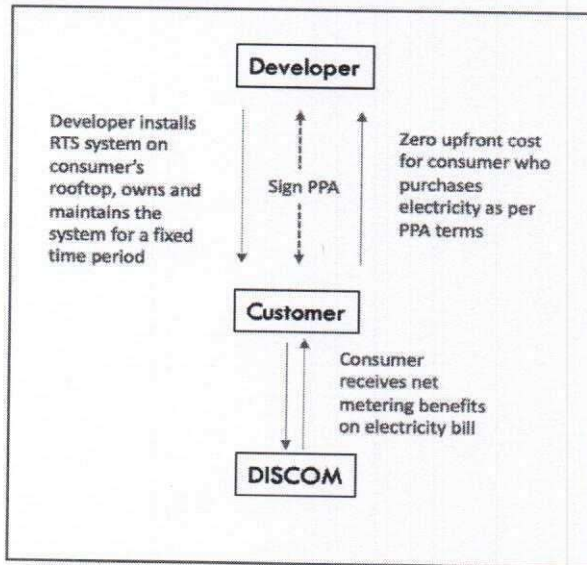 Developer
Developer installs
RTS system on
consumer's
rooftop, owns and
maintains the
system for a fixed
time period
Sign PPA
Zero upfront cost
for consumer who
purchases
electricity as per
PPA terms
Customer
Consumer
receives net
metering benefits
on electricity bill
DISCOM